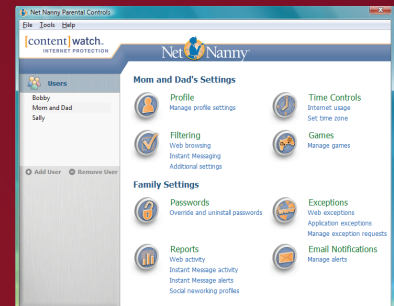 Net Nanny Parental Controls
File Tools Help
[content]watch.
INTERNET PROTECTION
Net Nanny
Users
Bobby
Mom and Dad
Sally
Add User Remove User
Mom and Dad's Settings
Profile
Manage profile settings
Time Controls
Internet usage
Set time zone
Filtering
Web browsing
Instant Messaging
Additional settings
Games
Manage games
Family Settings
Passwords
Override and uninstall passwords
Exceptions
Web exceptions
Application exceptions
Manage exception requests
Reports
Web activity
Instant Message activity
Instant Message alerts
Social neworking profiles
Email Notifications
Manage alerts